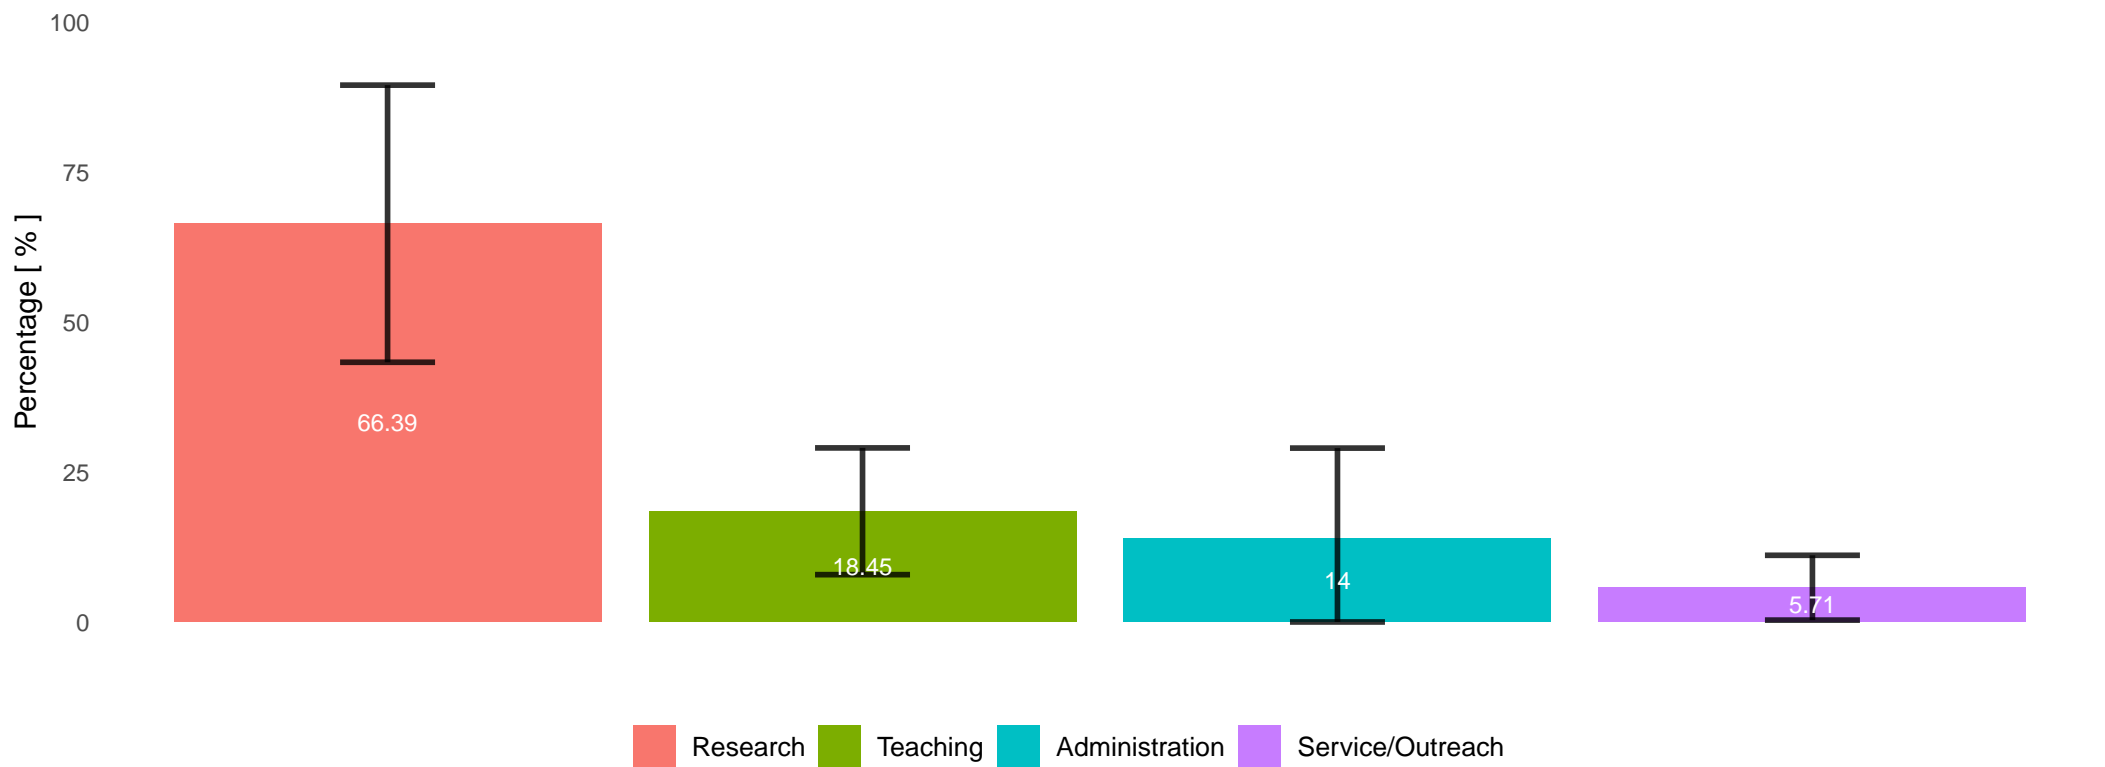 100
75
50
25
0
Percentage [ % ]
66.39
18.45
14
5.71
Research
Teaching
Administration
Service/Outreach